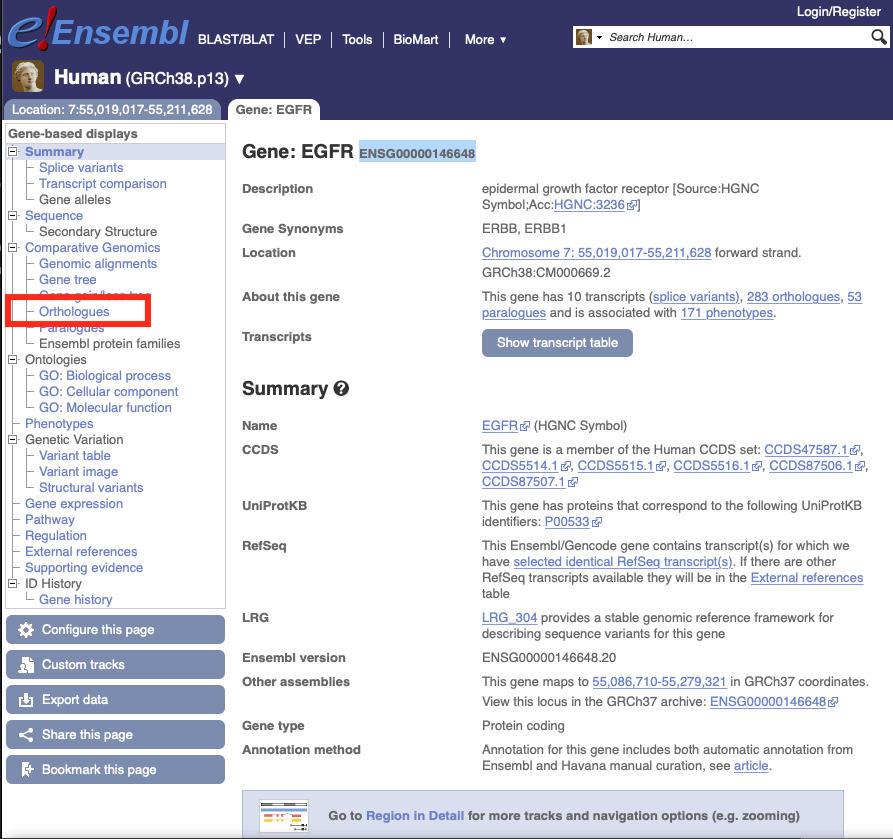 Login/Register
e!Ensembl
BLAST/BLAT
VEP
Tools
BioMart
More ▼
Search Human...
Human (GRCh38.p13) ▼
Location: 7:55,019,017-55,211,628
Gene: EGFR
Gene-based displays
Summary
Splice variants
Transcript comparison
Gene alleles
Sequence
Secondary Structure
Comparative Genomics
Genomic alignments
Gene tree
Gene gain/loss tree
Orthologues
Paralogues
Ensembl protein families
Ontologies
GO: Biological process
GO: Cellular component
GO: Molecular function
Phenotypes
Genetic Variation
Variant table
Variant image
Structural variants
Gene expression
Pathway
Regulation
External references
Supporting evidence
ID History
Gene history
Configure this page
Custom tracks
Export data
Share this page
Bookmark this page
Gene: EGFR ENSG00000146648
Description
epidermal growth factor receptor [Source:HGNC
Symbol;Acc:HGNC:3236]
Gene Synonyms
ERBB, ERBB1
Location
Chromosome 7: 55,019,017-55,211,628 forward strand.
GRCh38:CM000669.2
About this gene
This gene has 10 transcripts (splice variants), 283 orthologues, 53
paralogues and is associated with 171 phenotypes.
Transcripts
Show transcript table
Summary ?
Name
EGFR (HGNC Symbol)
CCDS
This gene is a member of the Human CCDS set: CCDS47587.1,
CCDS5514.1, CCDS5515.1, CCDS5516.1, CCDS87506.1,
CCDS87507.1
UniProtKB
This gene has proteins that correspond to the following UniProtKB
identifiers: P00533
RefSeq
This Ensembl/Gencode gene contains transcript(s) for which we
have selected identical RefSeq transcript(s). If there are other
RefSeq transcripts available they will be in the External references
table
LRG
LRG_304 provides a stable genomic reference framework for
describing sequence variants for this gene
Ensembl version
ENSG00000146648.20
Other assemblies
This gene maps to 55,086,710-55,279,321 in GRCh37 coordinates.
View this locus in the GRCh37 archive: ENSG00000146648
Gene type
Protein coding
Annotation method
Annotation for this gene includes both automatic annotation from
Ensembl and Havana manual curation, see article.
Go to Region in Detail for more tracks and navigation options (e.g. zooming)